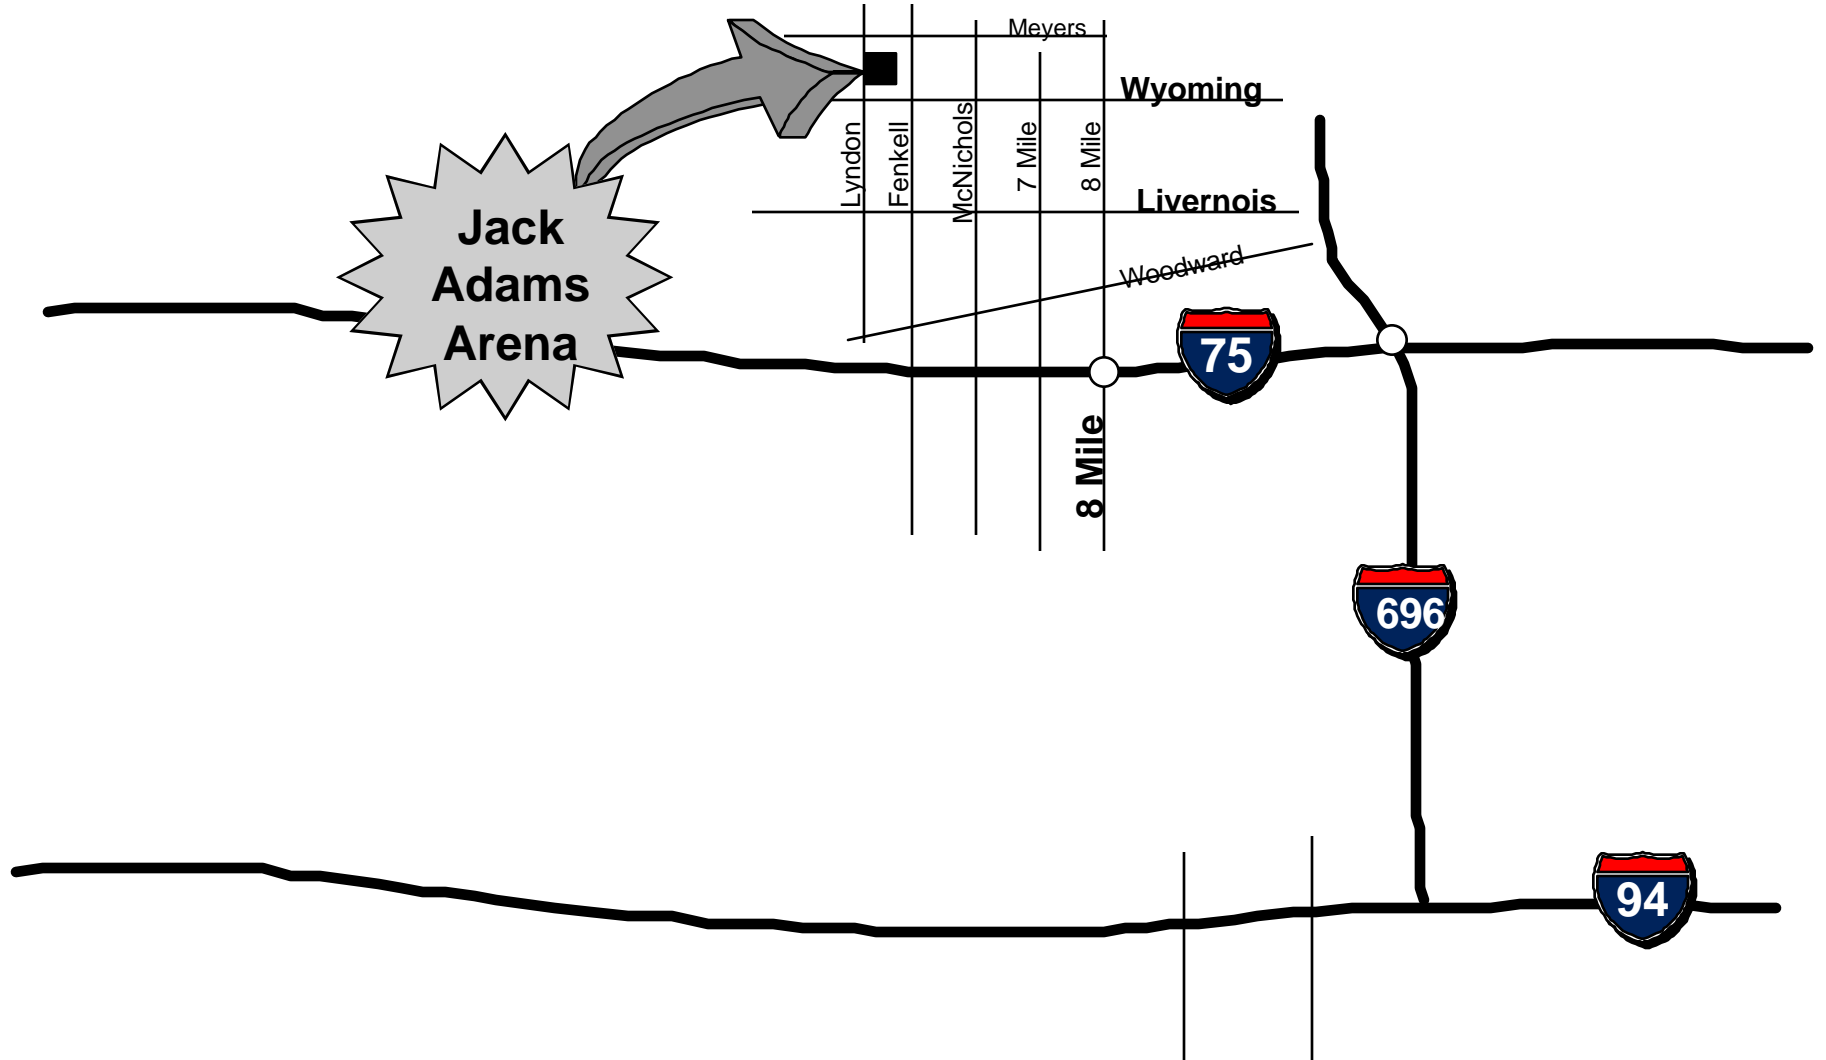 Meyers
Wyoming
Lyndon
Fenkell
McNichols
7 Mile
8 Mile
Livernois
Jack
Adams
Arena
Woodward
75
8 Mile
696
94